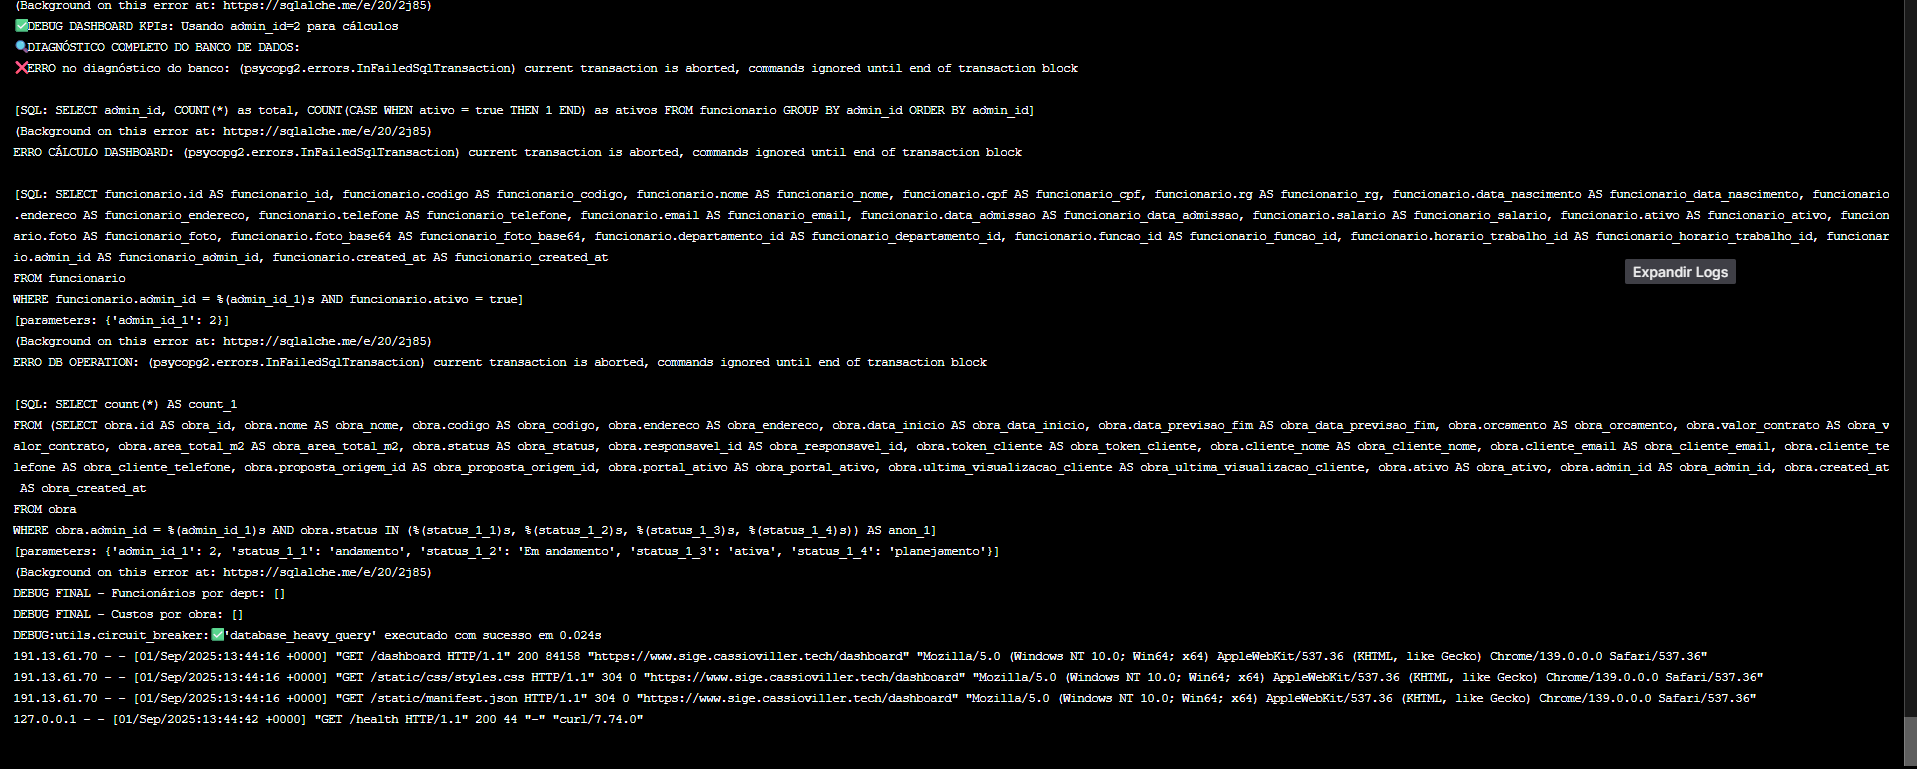 (Background on this error at: https://sqlalche.me/e/20/2j85)
✅DEBUG DASHBOARD KPIs: Usando admin_id=2 para cálculos
🔍DIAGNÓSTICO COMPLETO DO BANCO DE DADOS:
❌ERRO no diagnóstico do banco: (psycopg2.errors.InFailedSqlTransaction) current transaction is aborted, commands ignored until end of transaction block
[SQL: SELECT admin_id, COUNT(*) as total, COUNT(CASE WHEN ativo = true THEN 1 END) as ativos FROM funcionario GROUP BY admin_id ORDER BY admin_id]
(Background on this error at: https://sqlalche.me/e/20/2j85)
ERRO CÁLCULO DASHBOARD: (psycopg2.errors.InFailedSqlTransaction) current transaction is aborted, commands ignored until end of transaction block
[SQL: SELECT funcionario.id AS funcionario_id, funcionario.codigo AS funcionario_codigo, funcionario.nome AS funcionario_nome, funcionario.cpf AS funcionario_cpf, funcionario.rg AS funcionario_rg, funcionario.data_nascimento AS funcionario_data_nascimento, funcionario
.endereco AS funcionario_endereco, funcionario.telefone AS funcionario_telefone, funcionario.email AS funcionario_email, funcionario.data_admissao AS funcionario_data_admissao, funcionario.salario AS funcionario_salario, funcionario.ativo AS funcionario_ativo, funcion
ario.foto AS funcionario_foto, funcionario.foto_base64 AS funcionario_foto_base64, funcionario.departamento_id AS funcionario_departamento_id, funcionario.funcao_id AS funcionario_funcao_id, funcionario.horario_trabalho_id AS funcionario_horario_trabalho_id, funcionar
io.admin_id AS funcionario_admin_id, funcionario.created_at AS funcionario_created_at
Expandir Logs
FROM funcionario
WHERE funcionario.admin_id = %(admin_id_1)s AND funcionario.ativo = true]
[parameters: {'admin_id_1': 2}]
(Background on this error at: https://sqlalche.me/e/20/2j85)
ERRO DB OPERATION: (psycopg2.errors.InFailedSqlTransaction) current transaction is aborted, commands ignored until end of transaction block
[SQL: SELECT count(*) AS count_1
FROM (SELECT obra.id AS obra_id, obra.nome AS obra_nome, obra.codigo AS obra_codigo, obra.endereco AS obra_endereco, obra.data_inicio AS obra_data_inicio, obra.data_previsao_fim AS obra_data_previsao_fim, obra.orcamento AS obra_orcamento, obra.valor_contrato AS obra_v
alor_contrato, obra.area_total_m2 AS obra_area_total_m2, obra.status AS obra_status, obra.responsavel_id AS obra_responsavel_id, obra.token_cliente AS obra_token_cliente, obra.cliente_nome AS obra_cliente_nome, obra.cliente_email AS obra_cliente_email, obra.cliente_te
lefone AS obra_cliente_telefone, obra.proposta_origem_id AS obra_proposta_origem_id, obra.portal_ativo AS obra_portal_ativo, obra.ultima_visualizacao_cliente AS obra_ultima_visualizacao_cliente, obra.ativo AS obra_ativo, obra.admin_id AS obra_admin_id, obra.created_at
AS obra_created_at
FROM obra
WHERE obra.admin_id = %(admin_id_1)s AND obra.status IN (%(status_1_1)s, %(status_1_2)s, %(status_1_3)s, %(status_1_4)s)) AS anon_1]
[parameters: {'admin_id_1': 2, 'status_1_1': 'andamento', 'status_1_2': 'Em andamento', 'status_1_3': 'ativa', 'status_1_4': 'planejamento'}]
(Background on this error at: https://sqlalche.me/e/20/2j85)
DEBUG FINAL - Funcionários por dept: []
DEBUG FINAL - Custos por obra: []
DEBUG:utils.circuit_breaker:✅'database_heavy_query' executado com sucesso em 0.024s
191.13.61.70 - - [01/Sep/2025:13:44:16 +0000] "GET /dashboard HTTP/1.1" 200 84158 "https://www.sige.cassioviller.tech/dashboard" "Mozilla/5.0 (Windows NT 10.0; Win64; x64) AppleWebKit/537.36 (KHTML, like Gecko) Chrome/139.0.0.0 Safari/537.36"
191.13.61.70 - - [01/Sep/2025:13:44:16 +0000] "GET /static/css/styles.css HTTP/1.1" 304 0 "https://www.sige.cassioviller.tech/dashboard" "Mozilla/5.0 (Windows NT 10.0; Win64; x64) AppleWebKit/537.36 (KHTML, like Gecko) Chrome/139.0.0.0 Safari/537.36"
191.13.61.70 - - [01/Sep/2025:13:44:16 +0000] "GET /static/manifest.json HTTP/1.1" 304 0 "https://www.sige.cassioviller.tech/dashboard" "Mozilla/5.0 (Windows NT 10.0; Win64; x64) AppleWebKit/537.36 (KHTML, like Gecko) Chrome/139.0.0.0 Safari/537.36"
127.0.0.1 - - [01/Sep/2025:13:44:42 +0000] "GET /health HTTP/1.1" 200 44 "-" "curl/7.74.0"